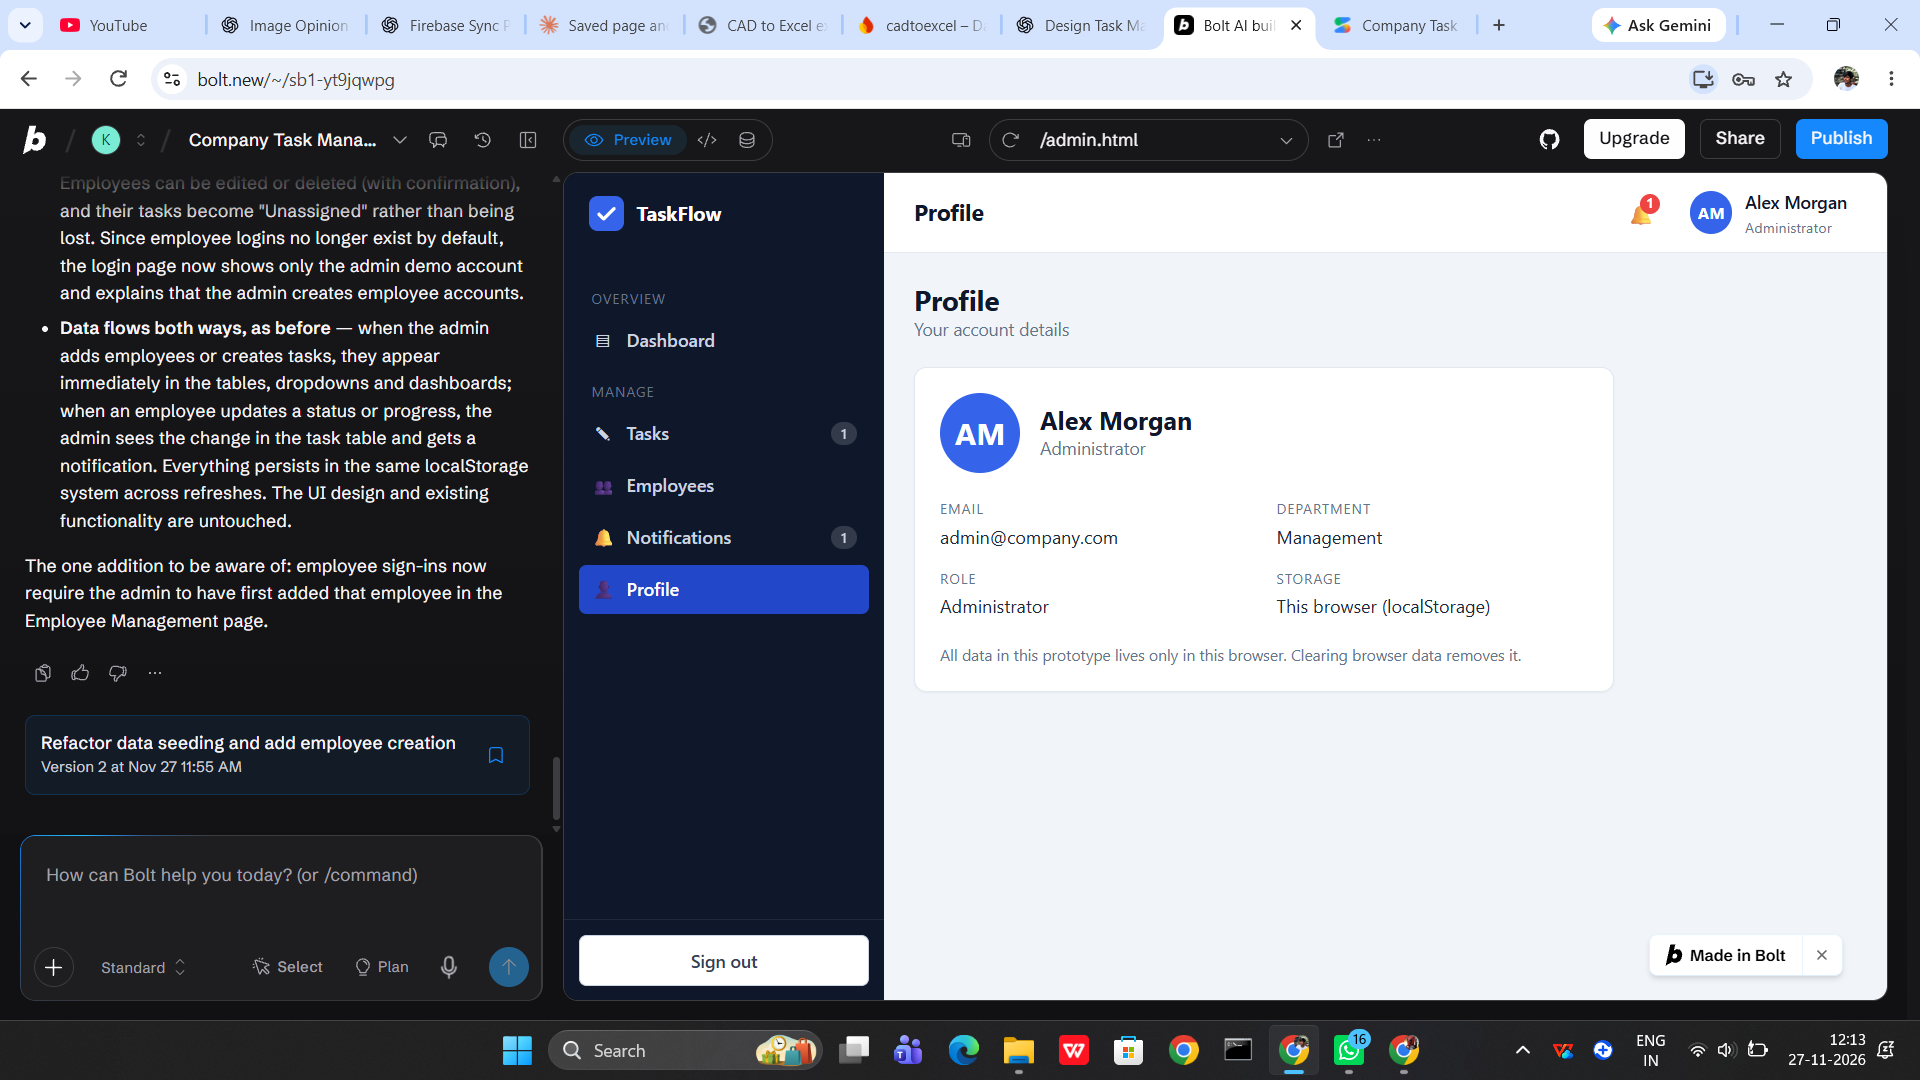 YouTube
Image Opinion
Firebase Sync P
Saved page and
CAD to Excel ex
cadtoexcel – Da
Design Task Ma
Bolt AI buil
Company Task
Ask Gemini
bolt.new/~/sb1-yt9jqwpg
b
K
Company Task Mana...
Preview
</>
/admin.html
Upgrade
Share
Publish
Employees can be edited or deleted (with confirmation),
and their tasks become "Unassigned" rather than being
lost. Since employee logins no longer exist by default,
the login page now shows only the admin demo account
and explains that the admin creates employee accounts.
• Data flows both ways, as before — when the admin
adds employees or creates tasks, they appear
immediately in the tables, dropdowns and dashboards;
when an employee updates a status or progress, the
admin sees the change in the task table and gets a
notification. Everything persists in the same localStorage
system across refreshes. The UI design and existing
functionality are untouched.
The one addition to be aware of: employee sign-ins now
require the admin to have first added that employee in the
Employee Management page.
Refactor data seeding and add employee creation
Version 2 at Nov 27 11:55 AM
How can Bolt help you today? (or /command)
Standard
Select
Plan
TaskFlow
OVERVIEW
Dashboard
MANAGE
Tasks
1
Employees
Notifications
1
Profile
Sign out
Profile
1
AM
Alex Morgan
Administrator
Profile
Your account details
AM
Alex Morgan
Administrator
EMAIL
DEPARTMENT
admin@company.com
Management
ROLE
STORAGE
Administrator
This browser (localStorage)
All data in this prototype lives only in this browser. Clearing browser data removes it.
b Made in Bolt
Search
16
ENG
IN
12:13
27-11-2026